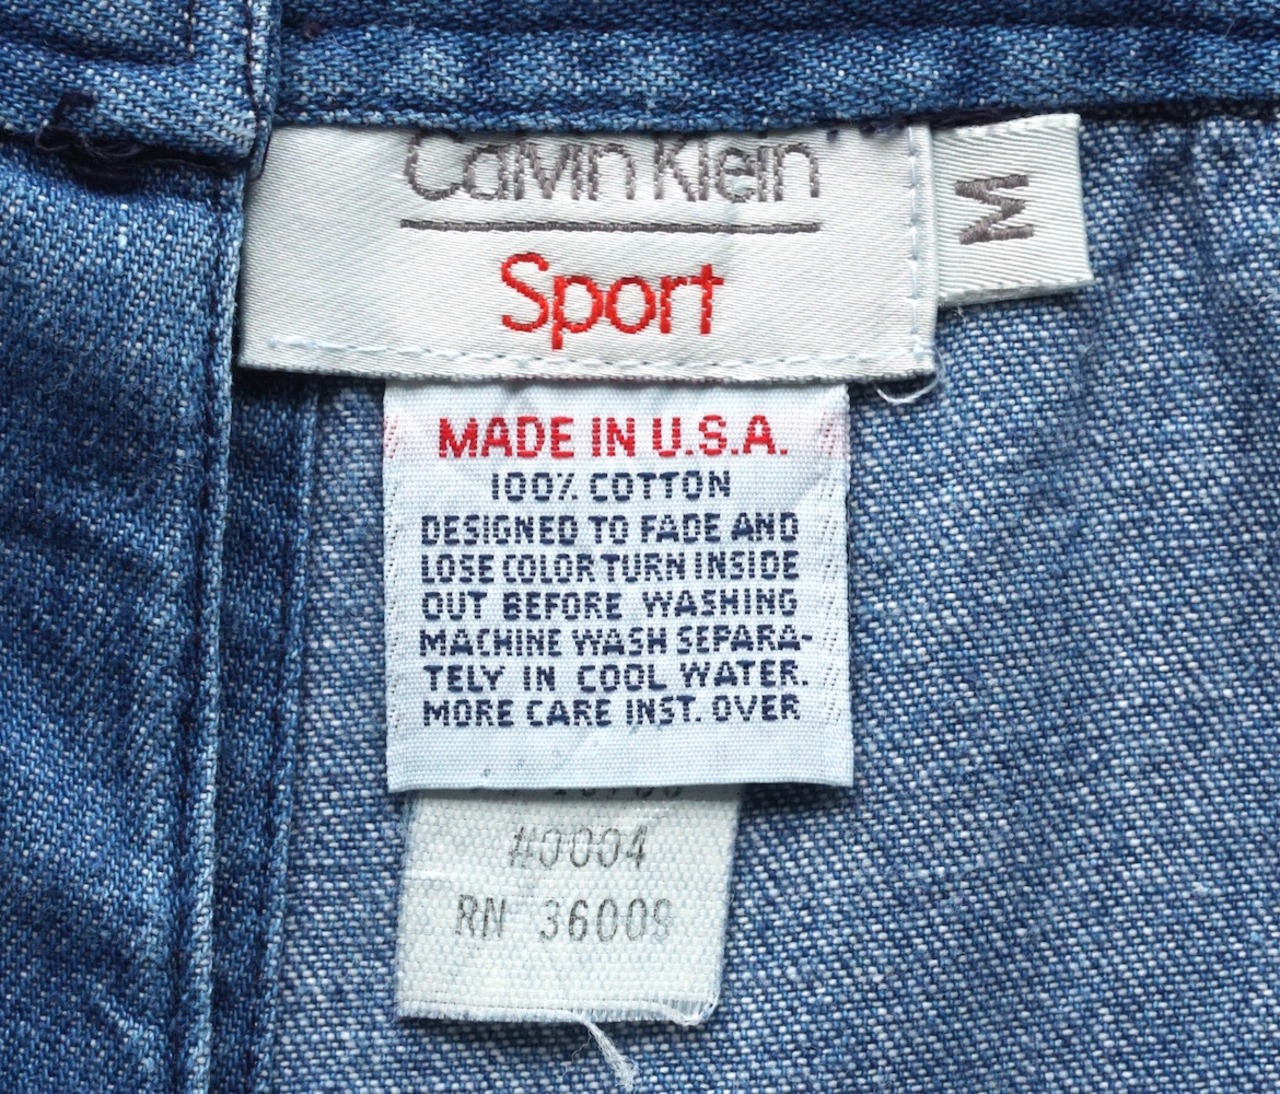 Calvin Klein
Sport
M
MADE IN U.S.A.
100% COTTON
DESIGNED TO FADE AND
LOSE COLOR TURN INSIDE
OUT BEFORE WASHING
MACHINE WASH SEPARA-
TELY IN COOL WATER.
MORE CARE INST. OVER
#0004
RN 36009